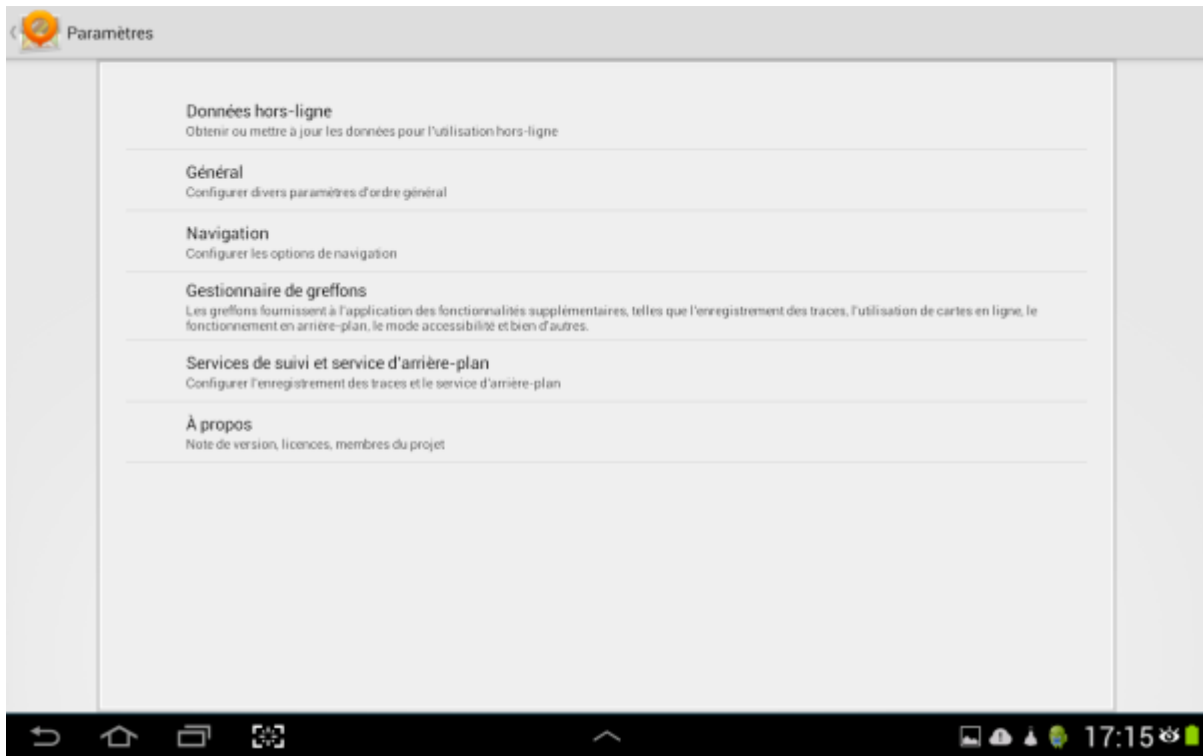 Paramètres
Données hors-ligne
Obtenir ou mettre à jour les données pour l'utilisation hors-ligne
Général
Configurer divers paramètres d'ordre général
Navigation
Configurer les options de navigation
Gestionnaire de greffons
Les greffons fournissent à l'application des fonctionnalités supplémentaires, telles que l'enregistrement des traces, l'utilisation de cartes en ligne, le
fonctionnement en arrière-plan, le mode accessibilité et bien d'autres.
Services de suivi et service d'arrière-plan
Configurer l'enregistrement des traces et le service d'arrière-plan
À propos
Note de version, licences, membres du projet
17:15